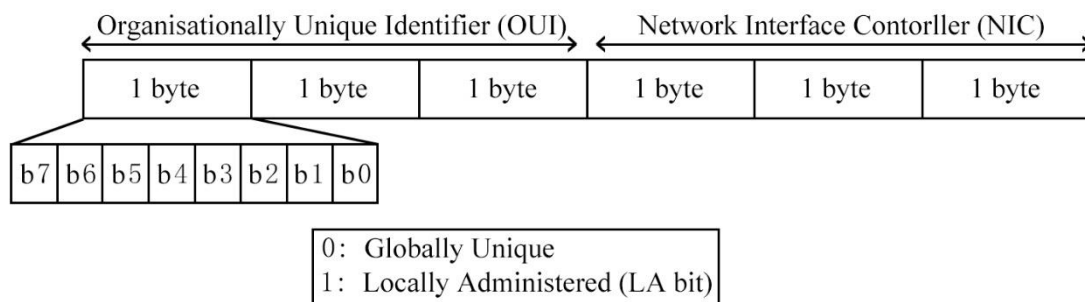 Organisationally Unique Identifier (OUI) Network Interface Contorller (NIC)
1 byte 1 byte 1 byte 1 byte 1 byte 1 byte
b7 b6 b5 b4 b3 b2 b1 b0
0: Globally Unique
1: Locally Administered (LA bit)